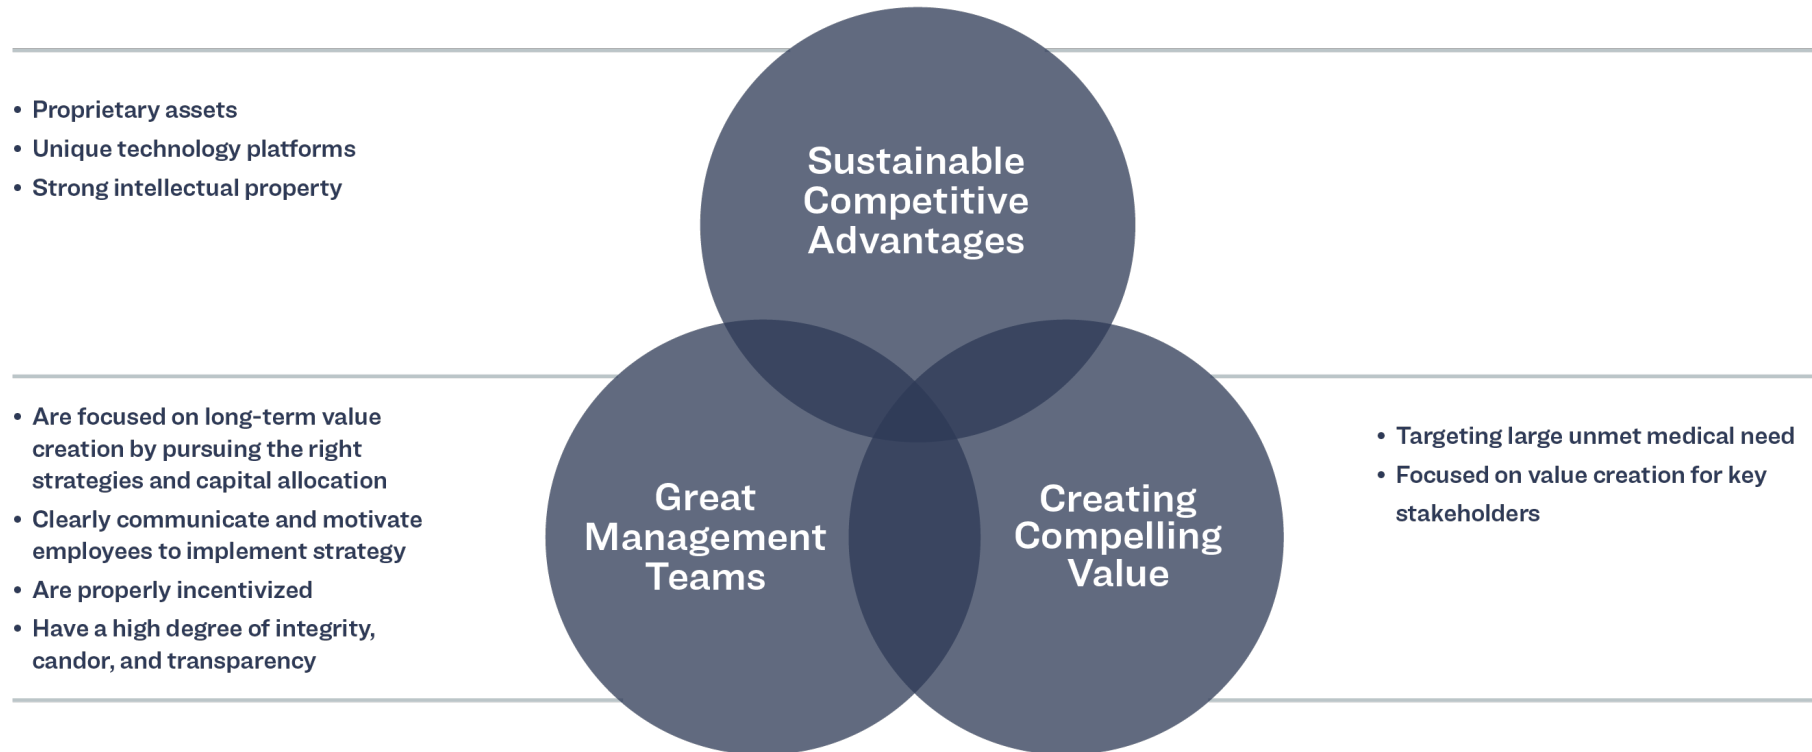 • Proprietary assets
• Unique technology platforms
• Strong intellectual property
Sustainable
Competitive
Advantages
• Are focused on long-term value
creation by pursuing the right
strategies and capital allocation
• Clearly communicate and motivate
employees to implement strategy
• Are properly incentivized
• Have a high degree of integrity,
candor, and transparency
Great
Management
Teams
Creating
Compelling
Value
• Targeting large unmet medical need
• Focused on value creation for key
stakeholders